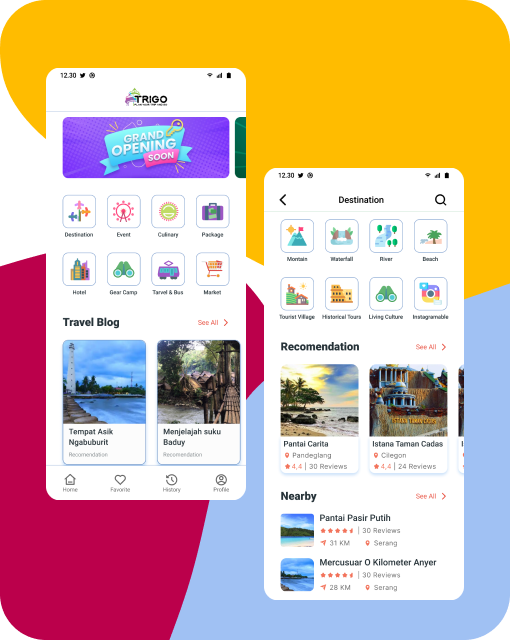 12.30
TRIGO
GRAND
OPENING
SOON
Destination
Event
Culinary
Package
Hotel
Gear Camp
Tarvel & Bus
Market
Travel Blog
See All
Tempat Asik
Ngabuburit
Recomendation
Menjelajah suku
Baduy
Recomendation
Home
Favorite
History
Profile
12.30
Destination
Montain
Waterfall
River
Beach
Tourist Village
Historical Tours
Living Culture
Instagramable
Recomendation
See All
Pantai Carita
Pandeglang
4,4 | 30 Reviews
ISTANA TAMAN CADAS
Istana Taman Cadas
Cilegon
4,4 | 24 Reviews
Nearby
See All
Pantai Pasir Putih
| 30 Reviews
31 KM
Serang
Mercusuar O Kilometer Anyer
| 30 Reviews
28 KM
Serang